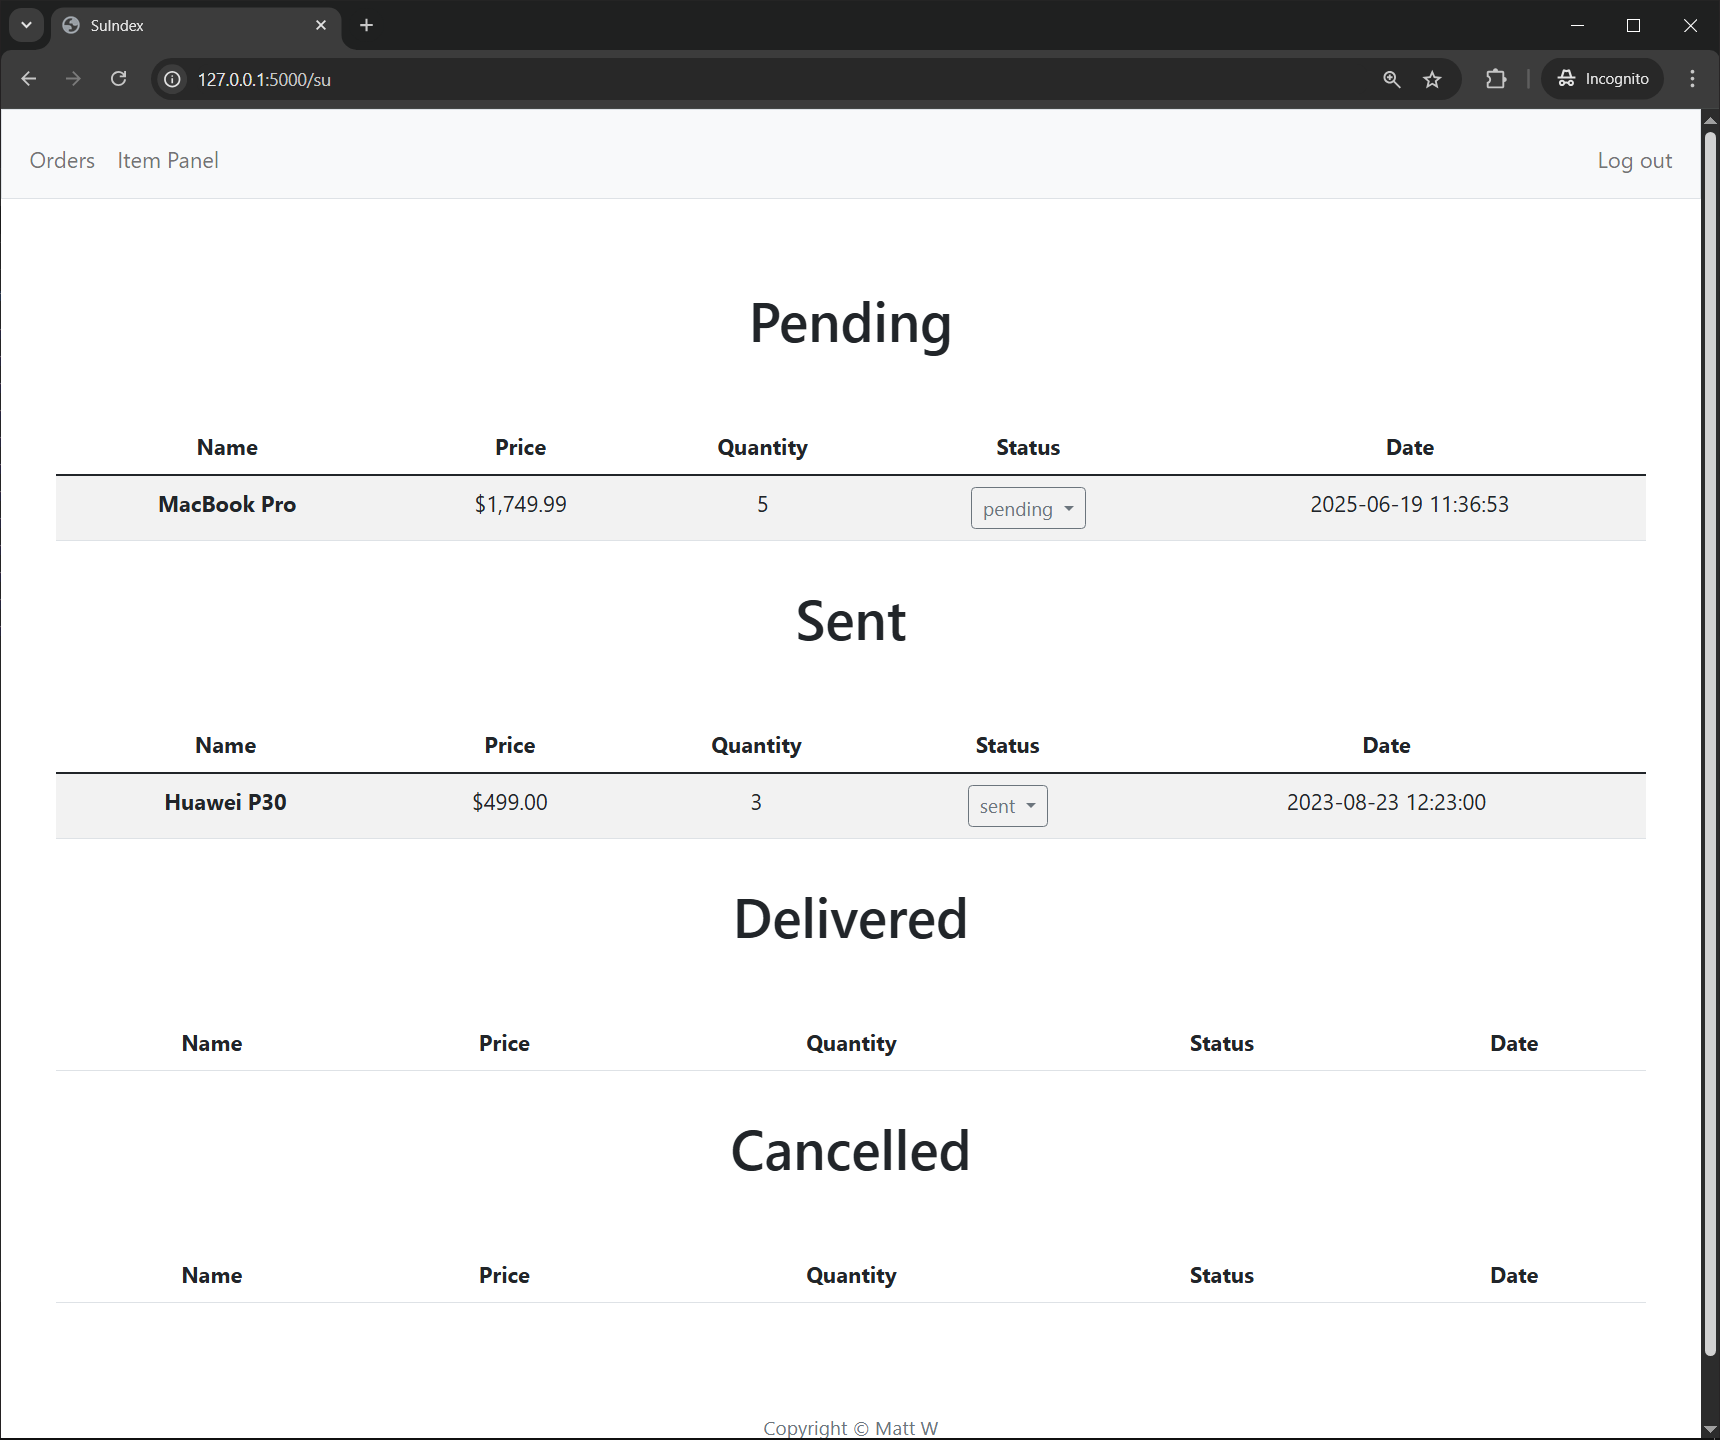 SuIndex
127.0.0.1:5000/su
Incognito
Orders Item Panel Log out
Pending
Name Price Quantity Status Date
MacBook Pro $1,749.99 5 pending 2025-06-19 11:36:53
Sent
Name Price Quantity Status Date
Huawei P30 $499.00 3 sent 2023-08-23 12:23:00
Delivered
Name Price Quantity Status Date
Cancelled
Name Price Quantity Status Date
Copyright © Matt W